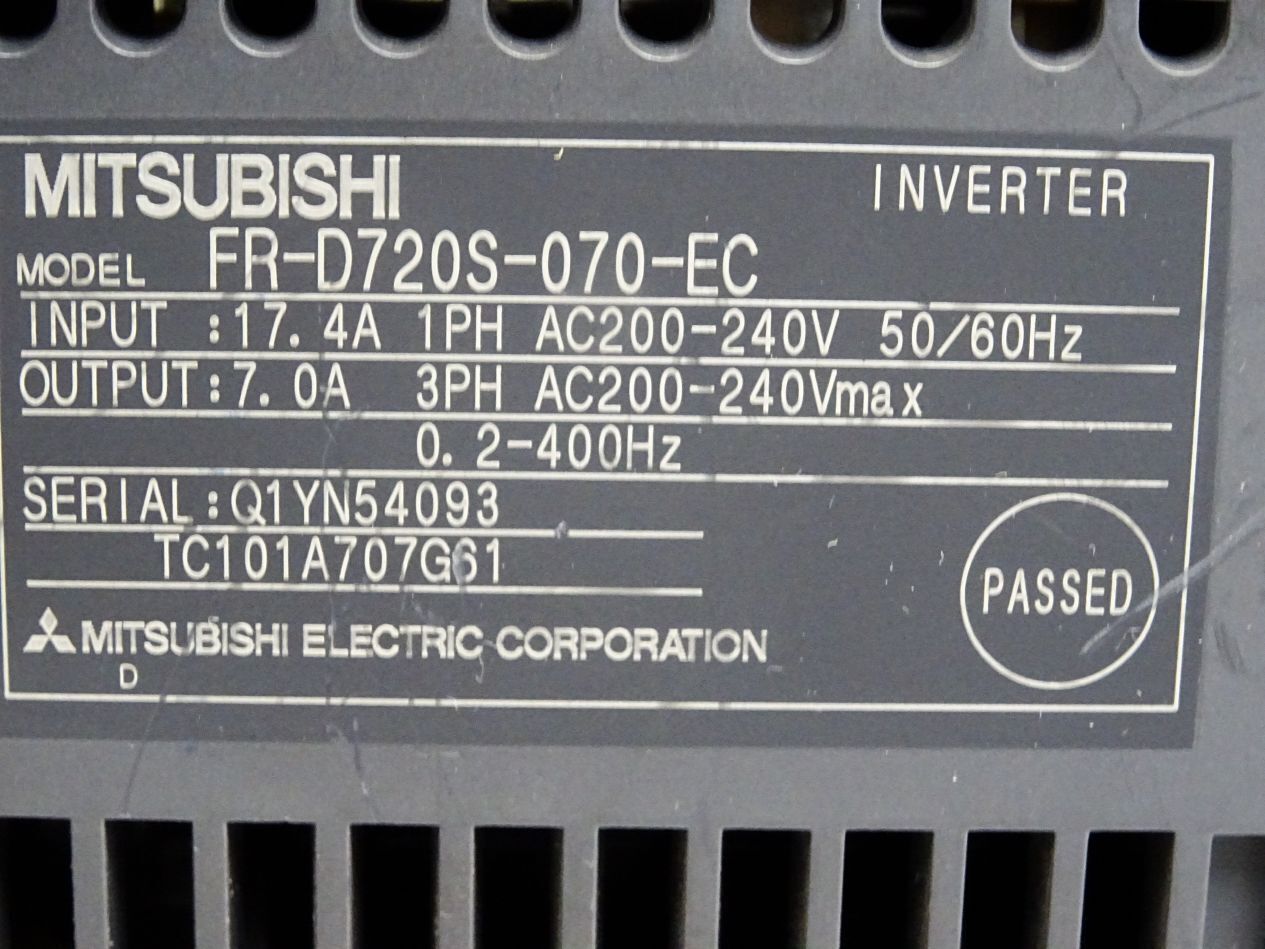 MITSUBISHI INVERTER
MODEL FR-D720S-070-EC
INPUT :17.4A 1PH AC200-240V 50/60Hz
OUTPUT:7.0A 3PH AC200-240Vmax
0.2-400Hz
SERIAL:Q1YN54093
TC101A707G61
PASSED
MITSUBISHI ELECTRIC CORPORATION
D